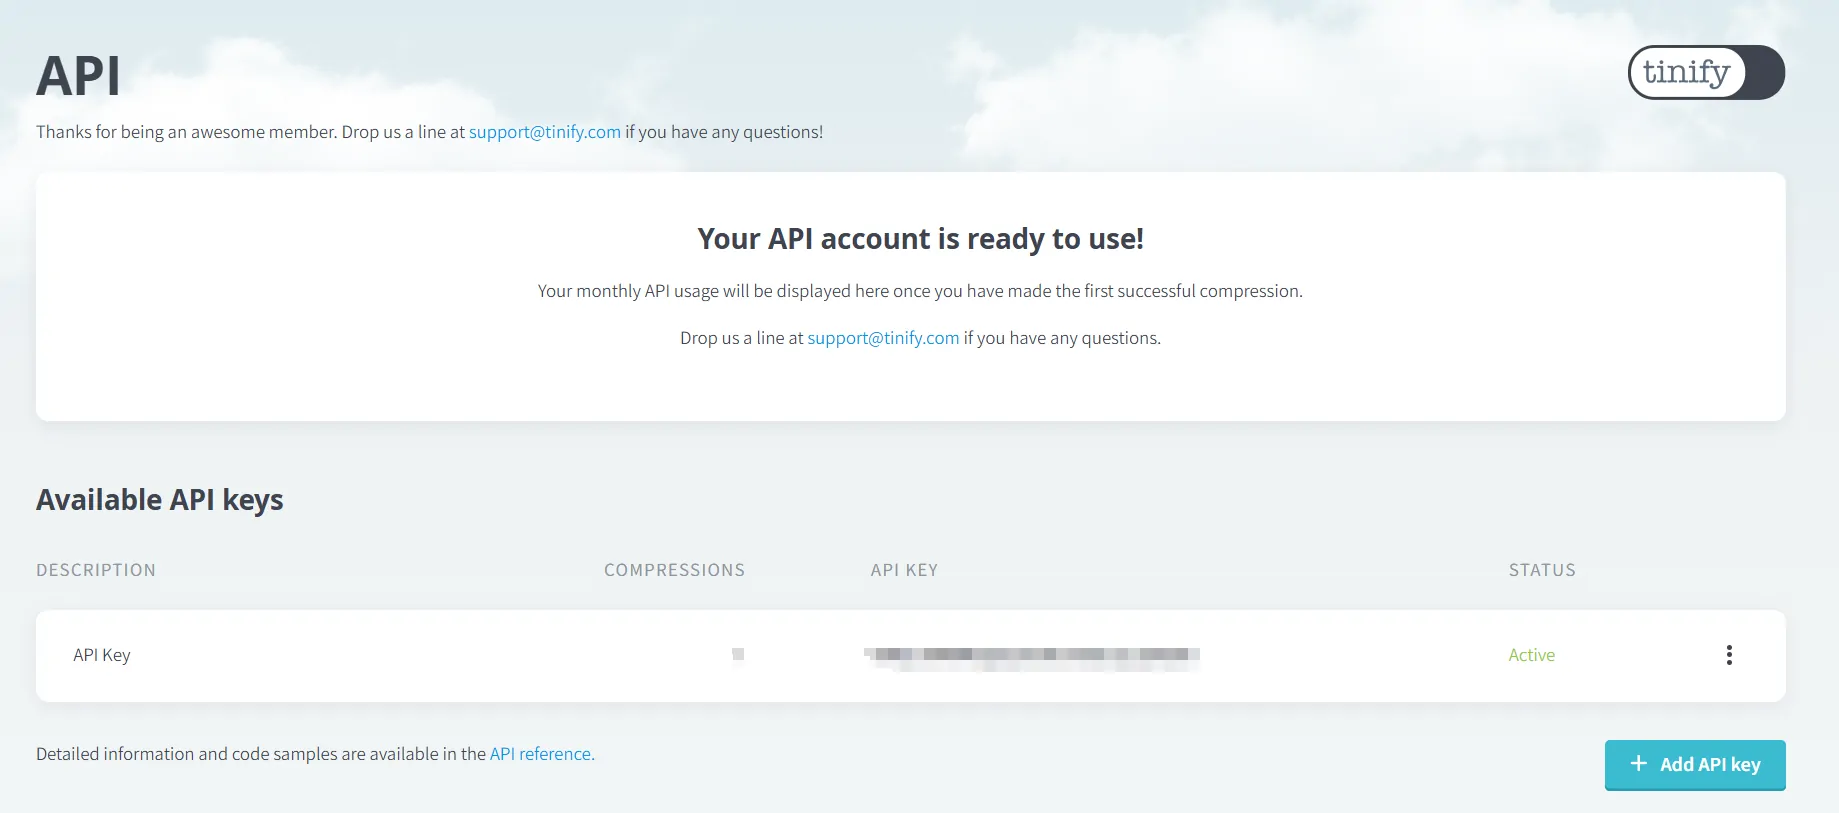 API
tinify
Thanks for being an awesome member. Drop us a line at support@tinify.com if you have any questions!
Your API account is ready to use!
Your monthly API usage will be displayed here once you have made the first successful compression.
Drop us a line at support@tinify.com if you have any questions.
Available API keys
DESCRIPTION COMPRESSIONS API KEY STATUS
API Key Active
Detailed information and code samples are available in the API reference.
+ Add API key